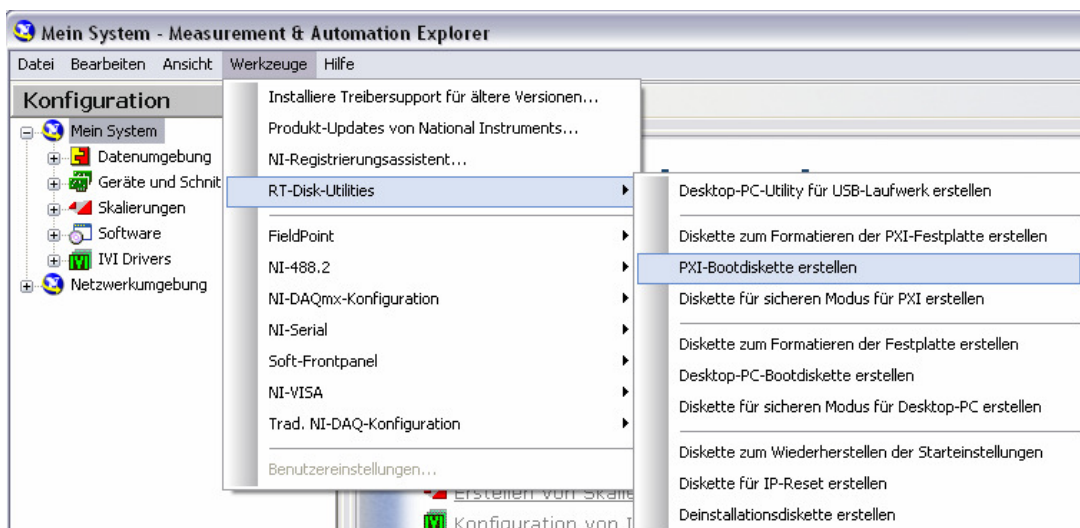 Mein System - Measurement & Automation Explorer
Datei Bearbeiten Ansicht Werkzeuge Hilfe
Konfiguration
Mein System
Datenumgebung
Geräte und Schnit
Skalierungen
Software
IVI Drivers
Netzwerkumgebung
Installiere Treibersupport für ältere Versionen...
Produkt-Updates von National Instruments...
NI-Registrierungsassistent...
RT-Disk-Utilities
FieldPoint
NI-488.2
NI-DAQmx-Konfiguration
NI-Serial
Soft-Frontpanel
NI-VISA
Trad. NI-DAQ-Konfiguration
Benutzereinstellungen...
Desktop-PC-Utility für USB-Laufwerk erstellen
Diskette zum Formatieren der PXI-Festplatte erstellen
PXI-Bootdiskette erstellen
Diskette für sicheren Modus für PXI erstellen
Diskette zum Formatieren der Festplatte erstellen
Desktop-PC-Bootdiskette erstellen
Diskette für sicheren Modus für Desktop-PC erstellen
Diskette zum Wiederherstellen der Starteinstellungen
Diskette für IP-Reset erstellen
Deinstallationsdiskette erstellen
Erstellen von Skalie
Konfiguration von I